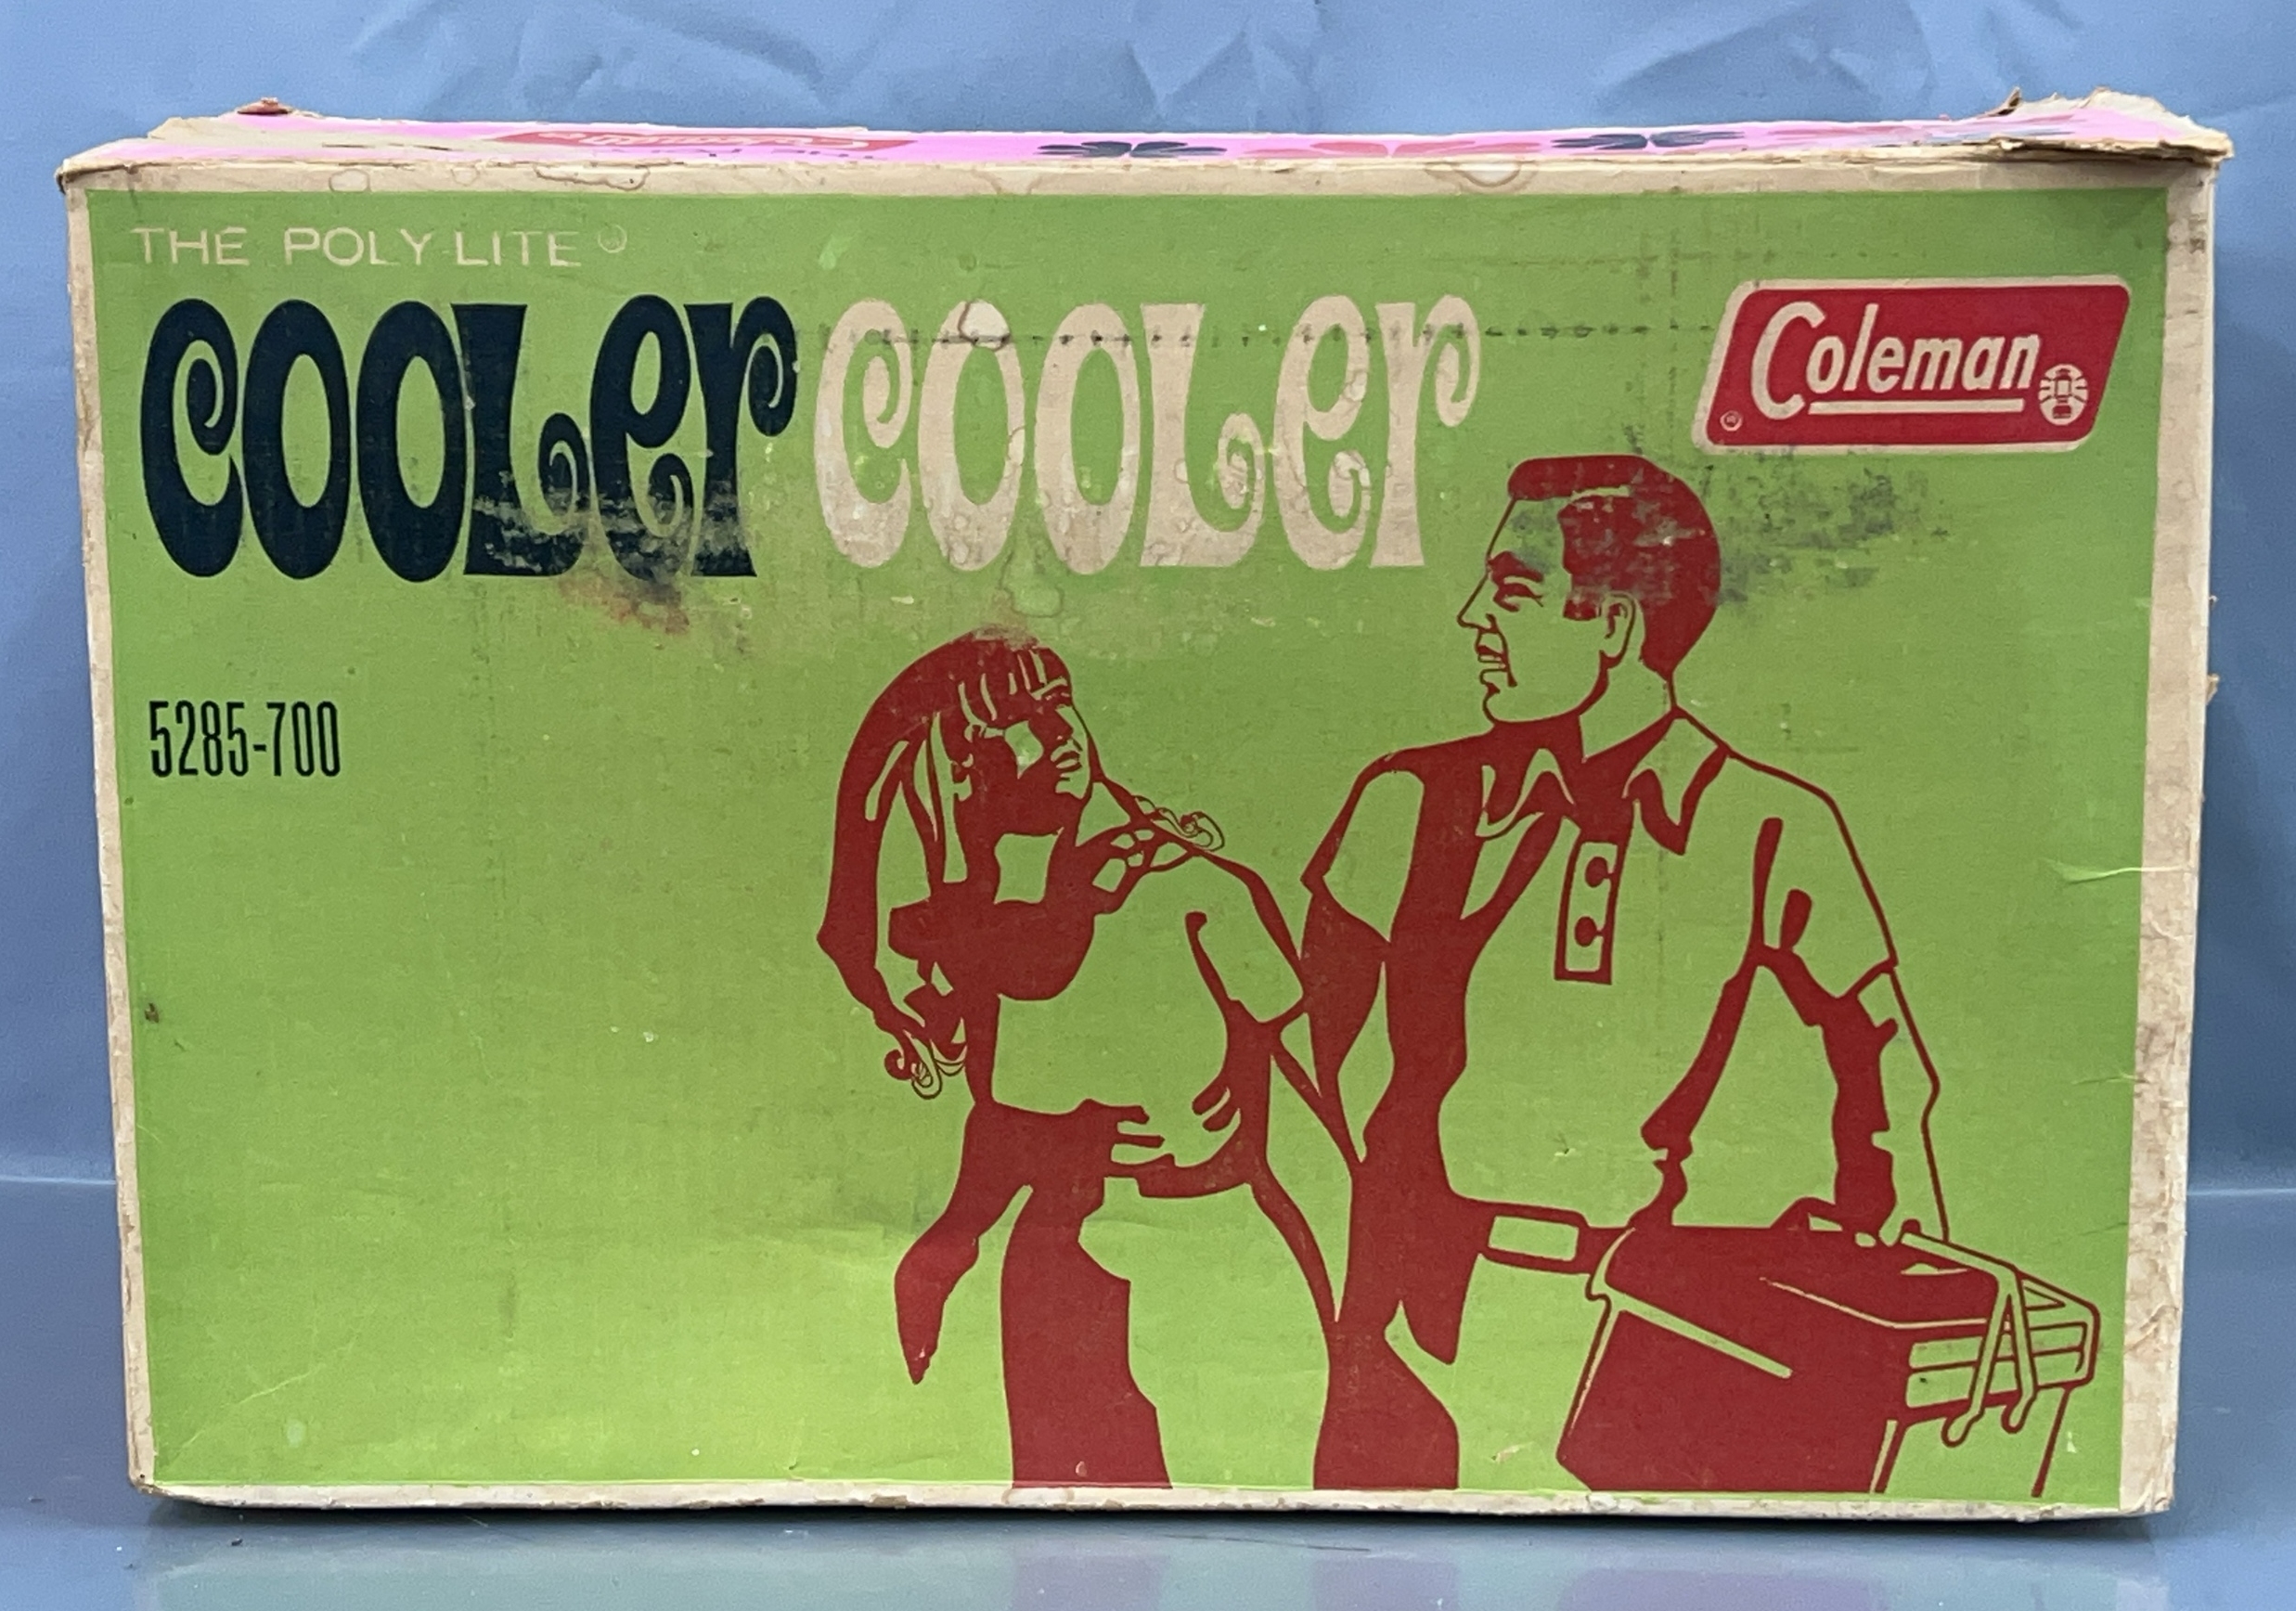 THE POLY-LITE®
COOLer COOLer
Coleman
®
5285-700